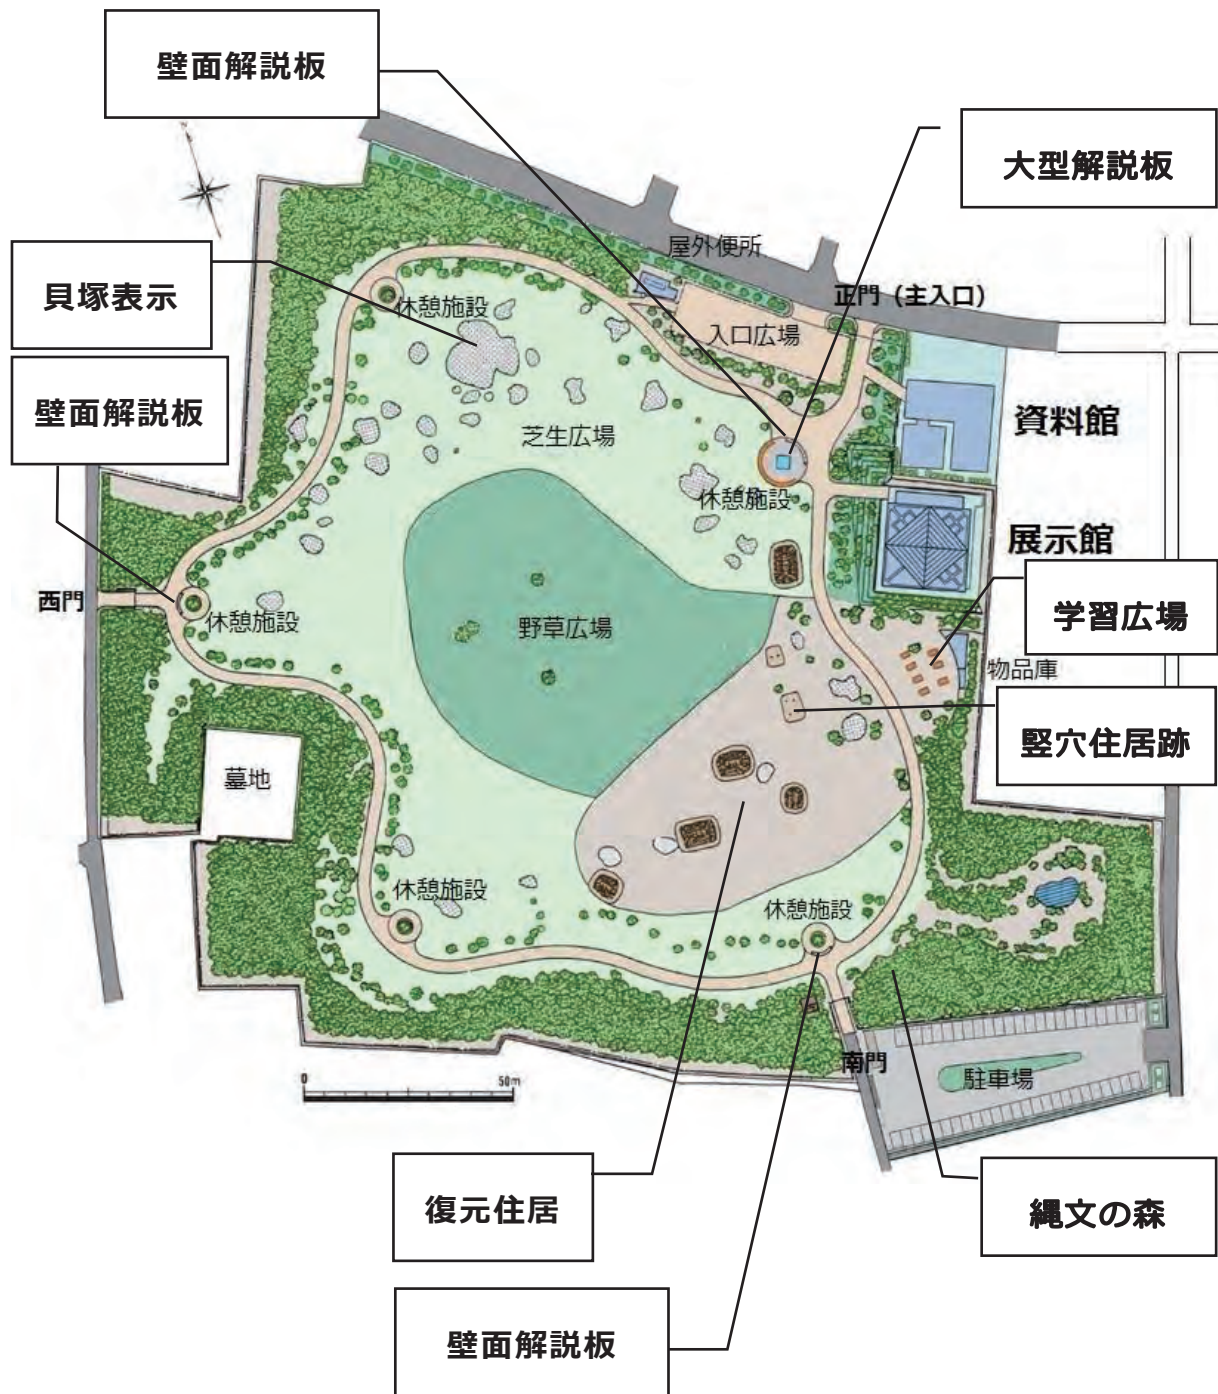 壁面解説板
大型解説板
屋外便所
貝塚表示
正門（主入口）
休憩施設
入口広場
壁面解説板
資料館
芝生広場
休憩施設
展示館
西門
休憩施設
野草広場
学習広場
物品庫
竪穴住居跡
墓地
休憩施設
休憩施設
南門
駐車場
0
50m
復元住居
縄文の森
壁面解説板